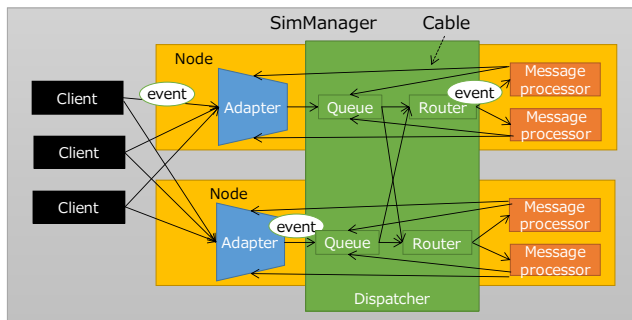 SimManager
Cable
Node
Client
event
Adapter
Queue
Router
event
Message
processor
Message
processor
Client
Client
Node
Adapter
event
Queue
Router
Message
processor
Message
processor
Dispatcher